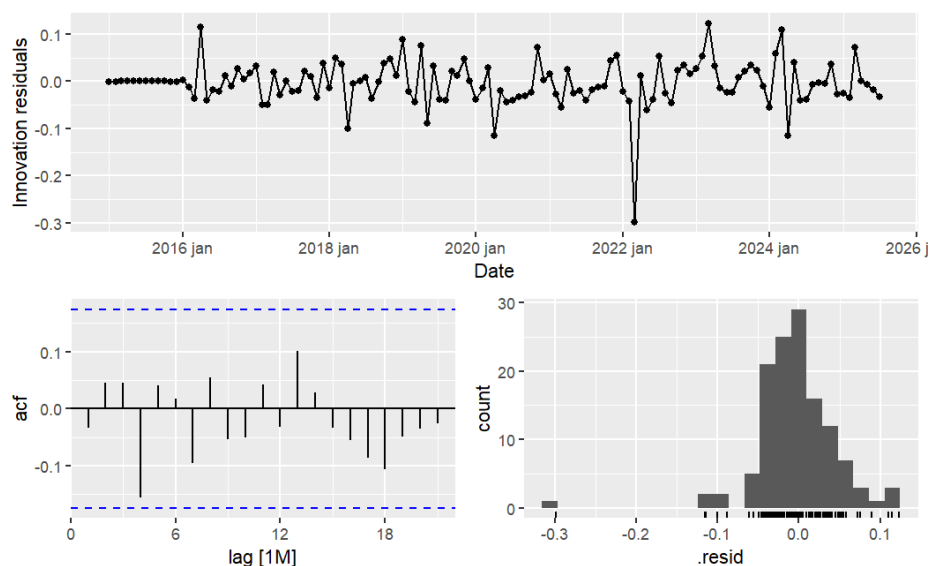 0.1
0.0
-0.1
-0.2
-0.3
Innovation residuals
2016 jan 2018 jan 2020 jan 2022 jan 2024 jan 2026 j
Date
0.1
0.0
-0.1
acf
0 6 12 18
lag [1M]
30
20
10
0
count
-0.3 -0.2 -0.1 0.0 0.1
.resid